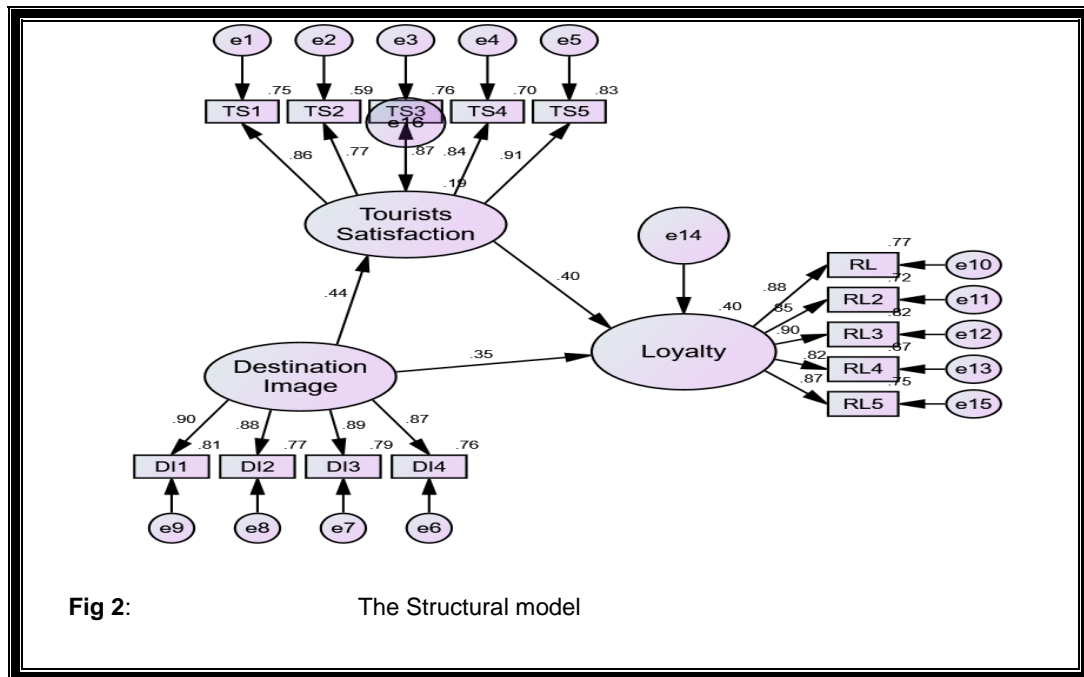 e1 e2 e3 e4 e5
.75 .59 .76 .70 .83
TS1 TS2 TS3 TS4 TS5
e16
.86 .77 .87 .84 .91
.19
Tourists
Satisfaction
e14
.77
RL e10
.44 .40 .88 .72
RL2 e11
.40 .85 .82
RL3 e12
.90 .67
Loyalty
.35 .82 RL4 e13
.75
.87 RL5 e15
Destination
Image
.90 .88 .89 .87
.81 .77 .79 .76
DI1 DI2 DI3 DI4
e9 e8 e7 e6
Fig 2: The Structural model